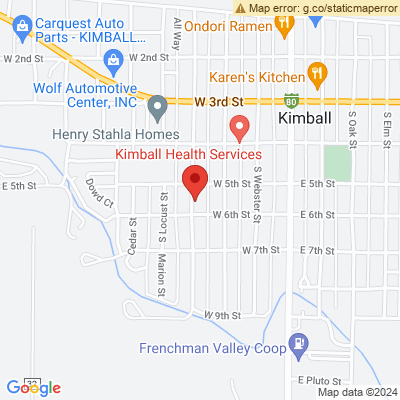 Map error: g.co/staticmaperror
Carquest Auto
Parts - KIMBALL...
All Way
Ondori Ramen
W 2nd St
W 2nd St
Wolf Automotive
Center, INC
Karen's Kitchen
W 3rd St
80
Henry Stahla Homes
Kimball
S Oak St
S Elm St
Kimball Health Services
E 5th St
W 5th St
E 5th St
Dowd Ct
S Locust St
S Webster St
W 6th St
E 6th St
Cedar St
Marion St
W 7th St
E 7th St
W 9th St
Frenchman Valley Coop
E Pluto St
32
Google
Map data ©2024